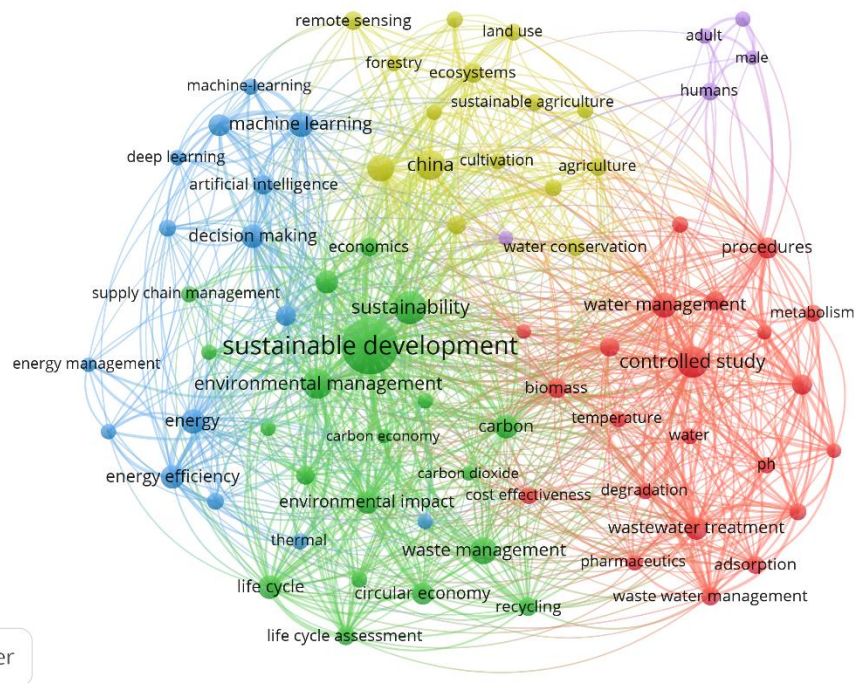 remote sensing
land use
adult
male
forestry
ecosystems
machine-learning
humans
sustainable agriculture
machine learning
deep learning
china
cultivation
agriculture
artificial intelligence
decision making
economics
water conservation
procedures
supply chain management
sustainability
water management
metabolism
sustainable development
energy management
controlled study
environmental management
biomass
energy
carbon
temperature
carbon economy
water
energy efficiency
carbon dioxide
ph
environmental impact
cost effectiveness
degradation
wastewater treatment
thermal
waste management
pharmaceutics
adsorption
life cycle
circular economy
recycling
waste water management
life cycle assessment
er